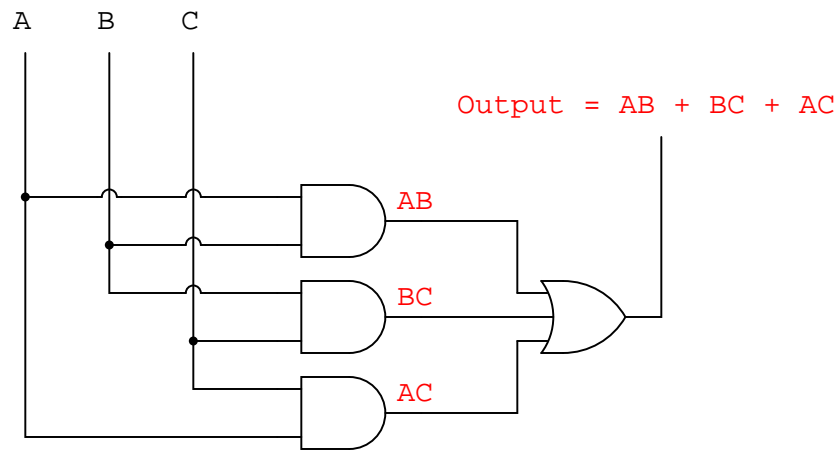 A B C
Output = AB + BC + AC
AB
BC
AC